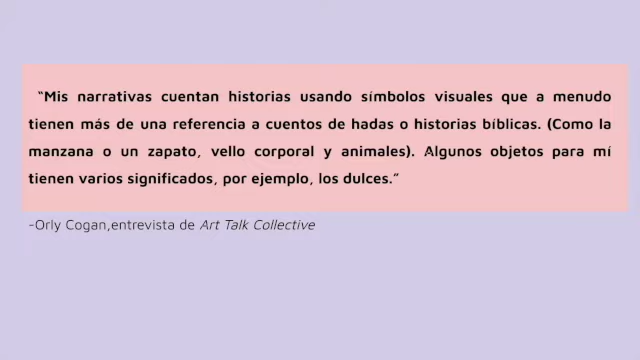 “Mis narrativas cuentan historias usando símbolos visuales que a menudo
tienen más de una referencia a cuentos de hadas o historias bíblicas. (Como la
manzana o un zapato, vello corporal y animales). Algunos objetos para mí
tienen varios significados, por ejemplo, los dulces.”
-Orly Cogan,entrevista de Art Talk Collective